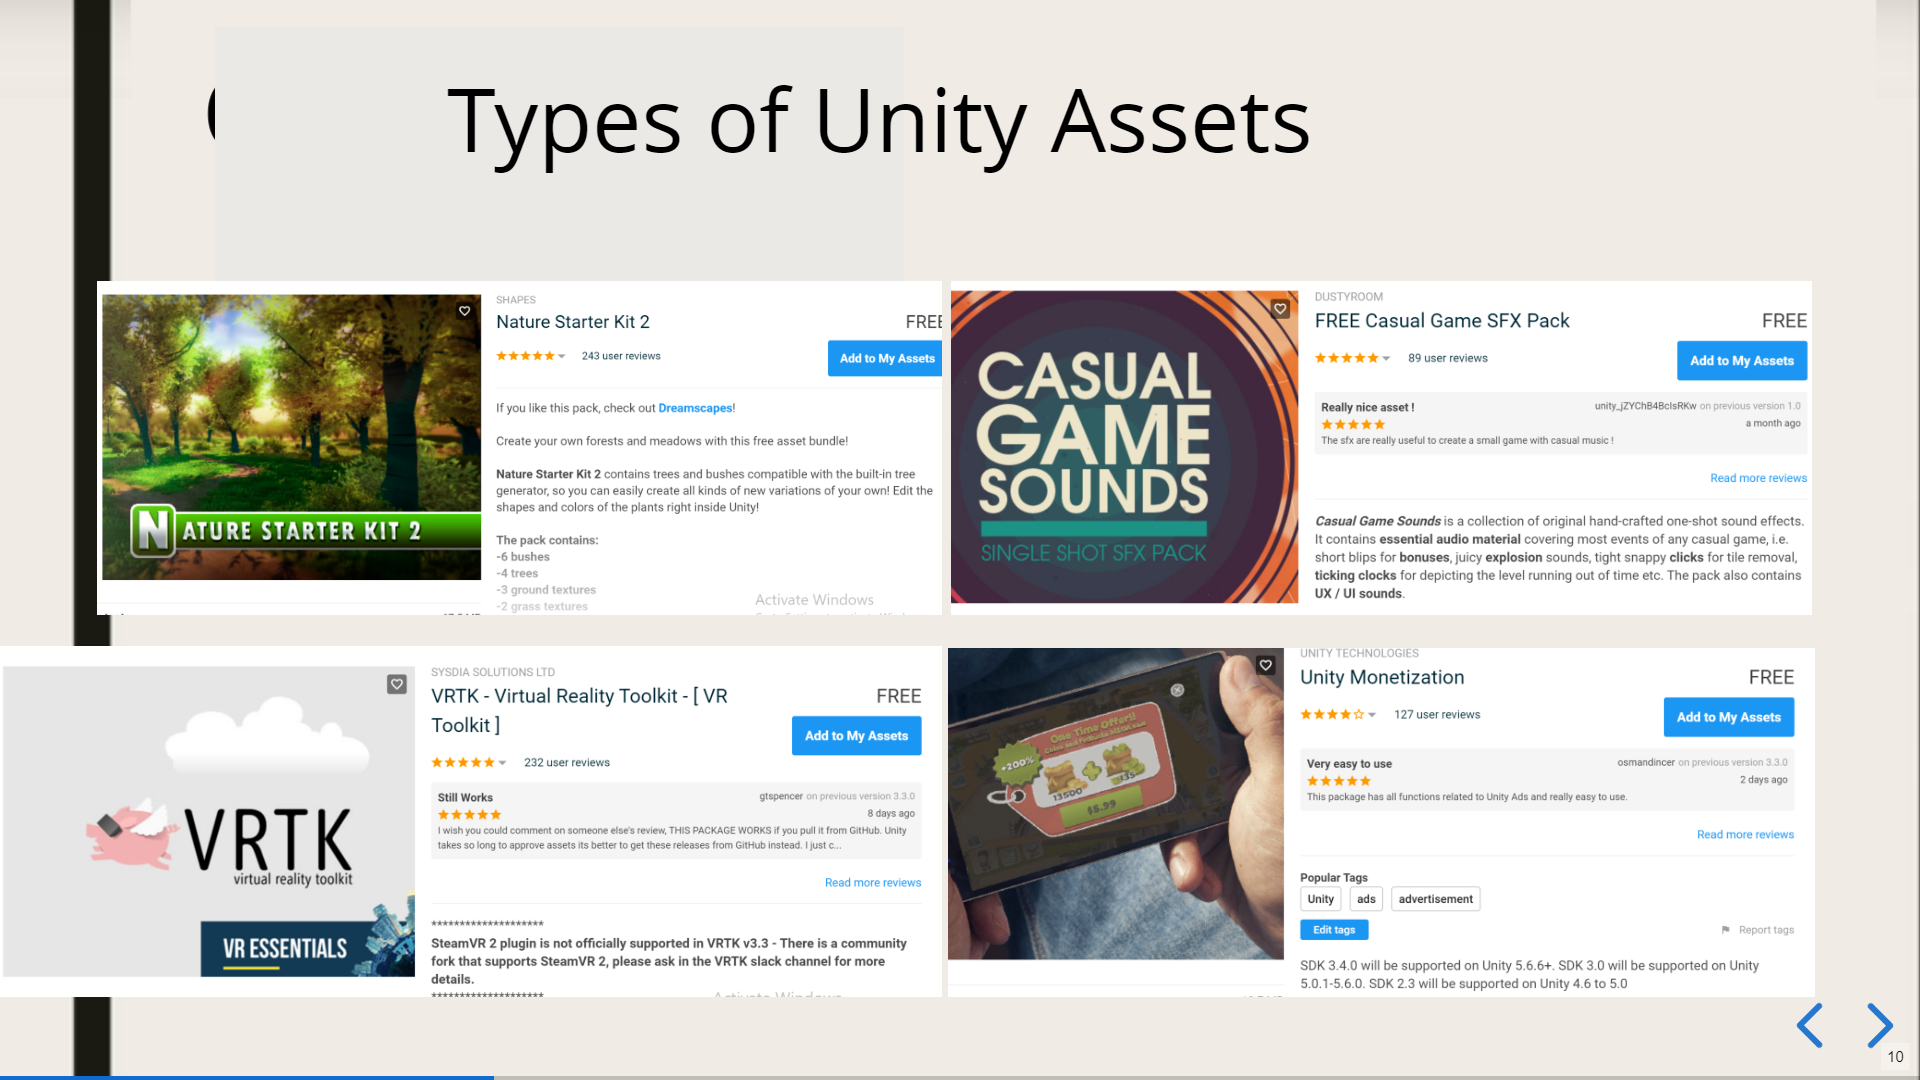 Types of Unity Assets
SHAPES
Nature Starter Kit 2
FREE
243 user reviews
Add to My Assets
If you like this pack, check out Dreamscapes!
Create your own forests and meadows with this free asset bundle!
Nature Starter Kit 2 contains trees and bushes compatible with the built-in tree
generator, so you can easily create all kinds of new variations of your own! Edit the
shapes and colors of the plants right inside Unity!
The pack contains:
-6 bushes
-4 trees
-3 ground textures
-2 grass textures
Activate Windows
NATURE STARTER KIT 2
DUSTYROOM
FREE Casual Game SFX Pack
FREE
89 user reviews
Add to My Assets
Really nice asset !
unity_jZYChB4BcIsRKw on previous version 1.0
a month ago
The sfx are really useful to create a small game with casual music !
Read more reviews
Casual Game Sounds is a collection of original hand-crafted one-shot sound effects.
It contains essential audio material covering most events of any casual game, i.e.
short blips for bonuses, juicy explosion sounds, tight snappy clicks for tile removal,
ticking clocks for depicting the level running out of time etc. The pack also contains
UX / UI sounds.
CASUAL
GAME
SOUNDS
SINGLE SHOT SFX PACK
SYSDIA SOLUTIONS LTD
VRTK - Virtual Reality Toolkit - [ VR
Toolkit ]
FREE
Add to My Assets
232 user reviews
Still Works
gtspencer on previous version 3.3.0
8 days ago
I wish you could comment on someone else's review, THIS PACKAGE WORKS if you pull it from GitHub. Unity
takes so long to approve assets its better to get these releases from GitHub instead. I just c...
Read more reviews
********************
SteamVR 2 plugin is not officially supported in VRTK v3.3 - There is a community
fork that supports SteamVR 2, please ask in the VRTK slack channel for more
details.
********************
VRTK
virtual reality toolkit
VR ESSENTIALS
UNITY TECHNOLOGIES
Unity Monetization
FREE
127 user reviews
Add to My Assets
Very easy to use
osmandincer on previous version 3.3.0
2 days ago
This package has all functions related to Unity Ads and really easy to use.
Read more reviews
Popular Tags
Unity
ads
advertisement
Edit tags
Report tags
SDK 3.4.0 will be supported on Unity 5.6.6+. SDK 3.0 will be supported on Unity
5.0.1-5.6.0. SDK 2.3 will be supported on Unity 4.6 to 5.0
One Time Offer!!
+200%
13500
$5.99
10